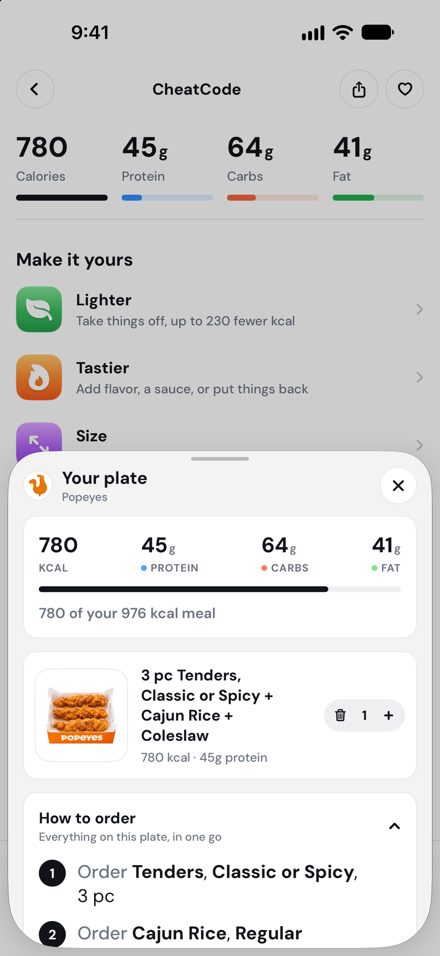 9:41
CheatCode
780
45g
64g
41g
Calories
Protein
Carbs
Fat
Make it yours
Lighter
Take things off, up to 230 fewer kcal
Tastier
Add flavor, a sauce, or put things back
Size
Your plate
Popeyes
780
45g
64g
41g
KCAL
PROTEIN
CARBS
FAT
780 of your 976 kcal meal
POPEYES
3 pc Tenders,
Classic or Spicy +
Cajun Rice +
Coleslaw
780 kcal · 45g protein
1
How to order
Everything on this plate, in one go
1
Order Tenders, Classic or Spicy,
3 pc
2
Order Cajun Rice, Regular